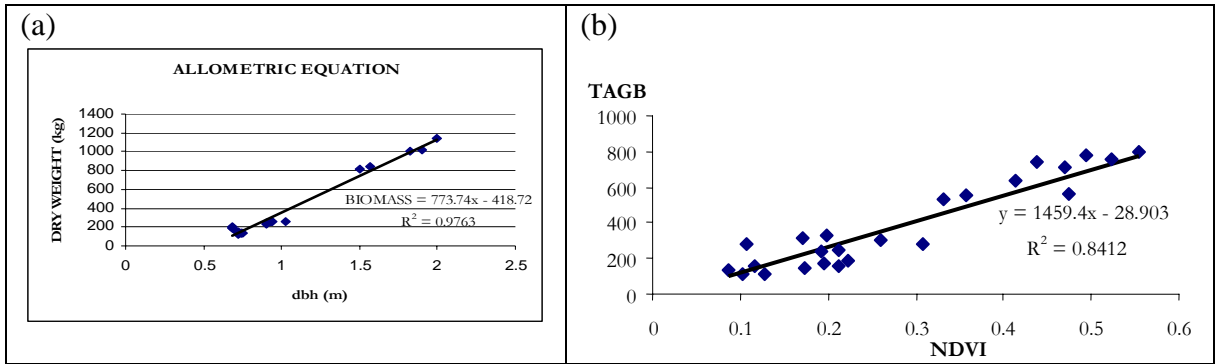 (a)
ALLOMETRIC EQUATION
DRY WEIGHT (kg)
1400
1200
1000
800
600
400
200
0
BIOMASS = 773.74x - 418.72
R² = 0.9763
0 0.5 1 1.5 2 2.5
dbh (m)
(b)
TAGB
1000
800
600
400
200
0
y = 1459.4x - 28.903
R² = 0.8412
0 0.1 0.2 0.3 0.4 0.5 0.6
NDVI